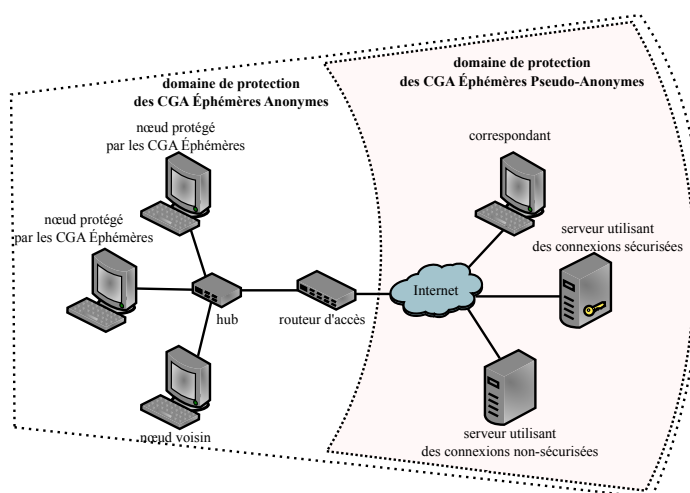 domaine de protection
des CGA Éphémères Anonymes
domaine de protection
des CGA Éphémères Pseudo-Anonymes
nœud protégé
par les CGA Éphémères
correspondant
nœud protégé
par les CGA Éphémères
serveur utilisant
des connexions sécurisées
hub
routeur d'accès
Internet
nœud voisin
serveur utilisant
des connexions non-sécurisées